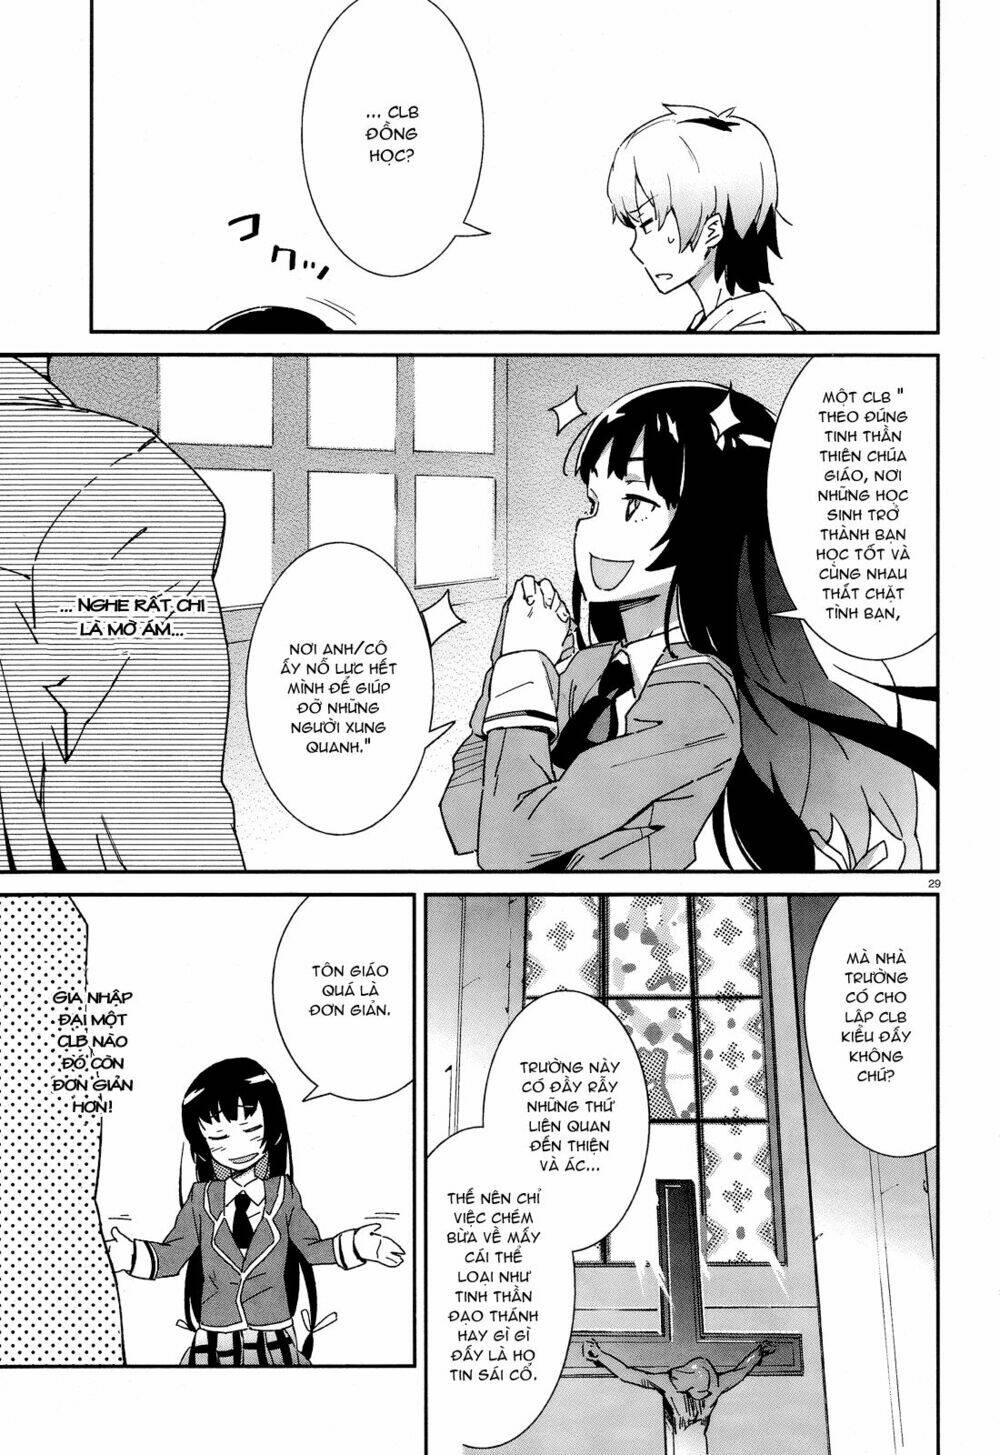 ... CLB
ĐỒNG
HỌC?
コクッ
MỘT CLB "
THEO ĐÚNG
TINH THẦN
THIÊN CHÚA
GIÁO, NƠI
NHỮNG HỌC
SINH TRỞ
THÀNH BẠN
HỌC TỐT VÀ
CÙNG NHAU
THẮT CHẶT
TÌNH BẠN,
NƠI ANH/CÔ
ẤY NỖ LỰC HẾT
MÌNH ĐỂ GIÚP
ĐỠ NHỮNG
NGƯỜI XUNG
QUANH."
... NGHE RẤT CHI
LÀ MỜ ÁM...
29
MÀ NHÀ
TRƯỜNG
CÓ CHO
LẬP CLB
KIỂU ĐẤY
KHÔNG
CHỨ?
TRƯỜNG NÀY
CÓ ĐẦY RẪY
NHỮNG THỨ
LIÊN QUAN
ĐẾN THIỆN
VÀ ÁC...
THẾ NÊN CHỈ
VIỆC CHÉM
BỪA VỀ MẤY
CÁI THỂ
LOẠI NHƯ
TINH THẦN
ĐẠO THÁNH
HAY GÌ GÌ
ĐẤY LÀ HỌ
TIN SÁI CỔ.
TÔN GIÁO
QUẢ LÀ
ĐƠN GIẢN.
GIA NHẬP
ĐẠI MỘT
CLB NÀO
ĐÓ CÒN
ĐƠN GIẢN
HƠN!